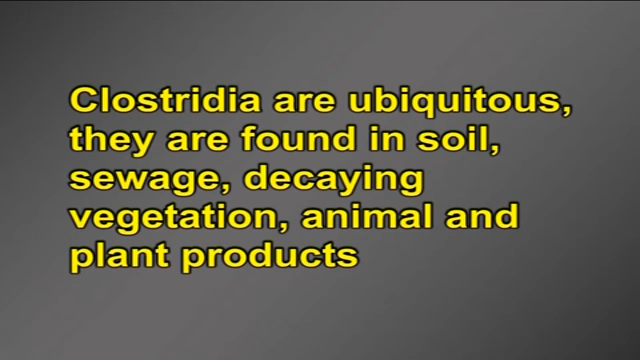 Clostridia are ubiquitous,
they are found in soil,
sewage, decaying
vegetation, animal and
plant products